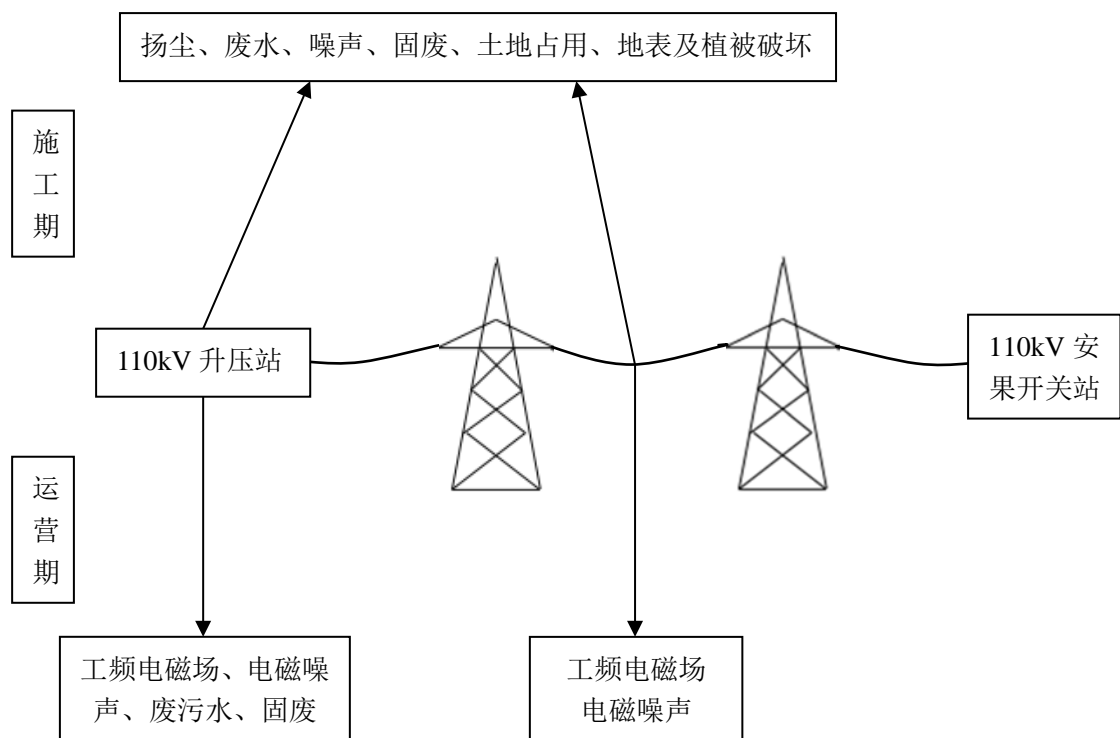 扬尘、废水、噪声、固废、土地占用、地表及植被破坏
施
工
期
110kV 升压站
110kV 安
果开关站
运
营
期
工频电磁场、电磁噪
声、废污水、固废
工频电磁场
电磁噪声